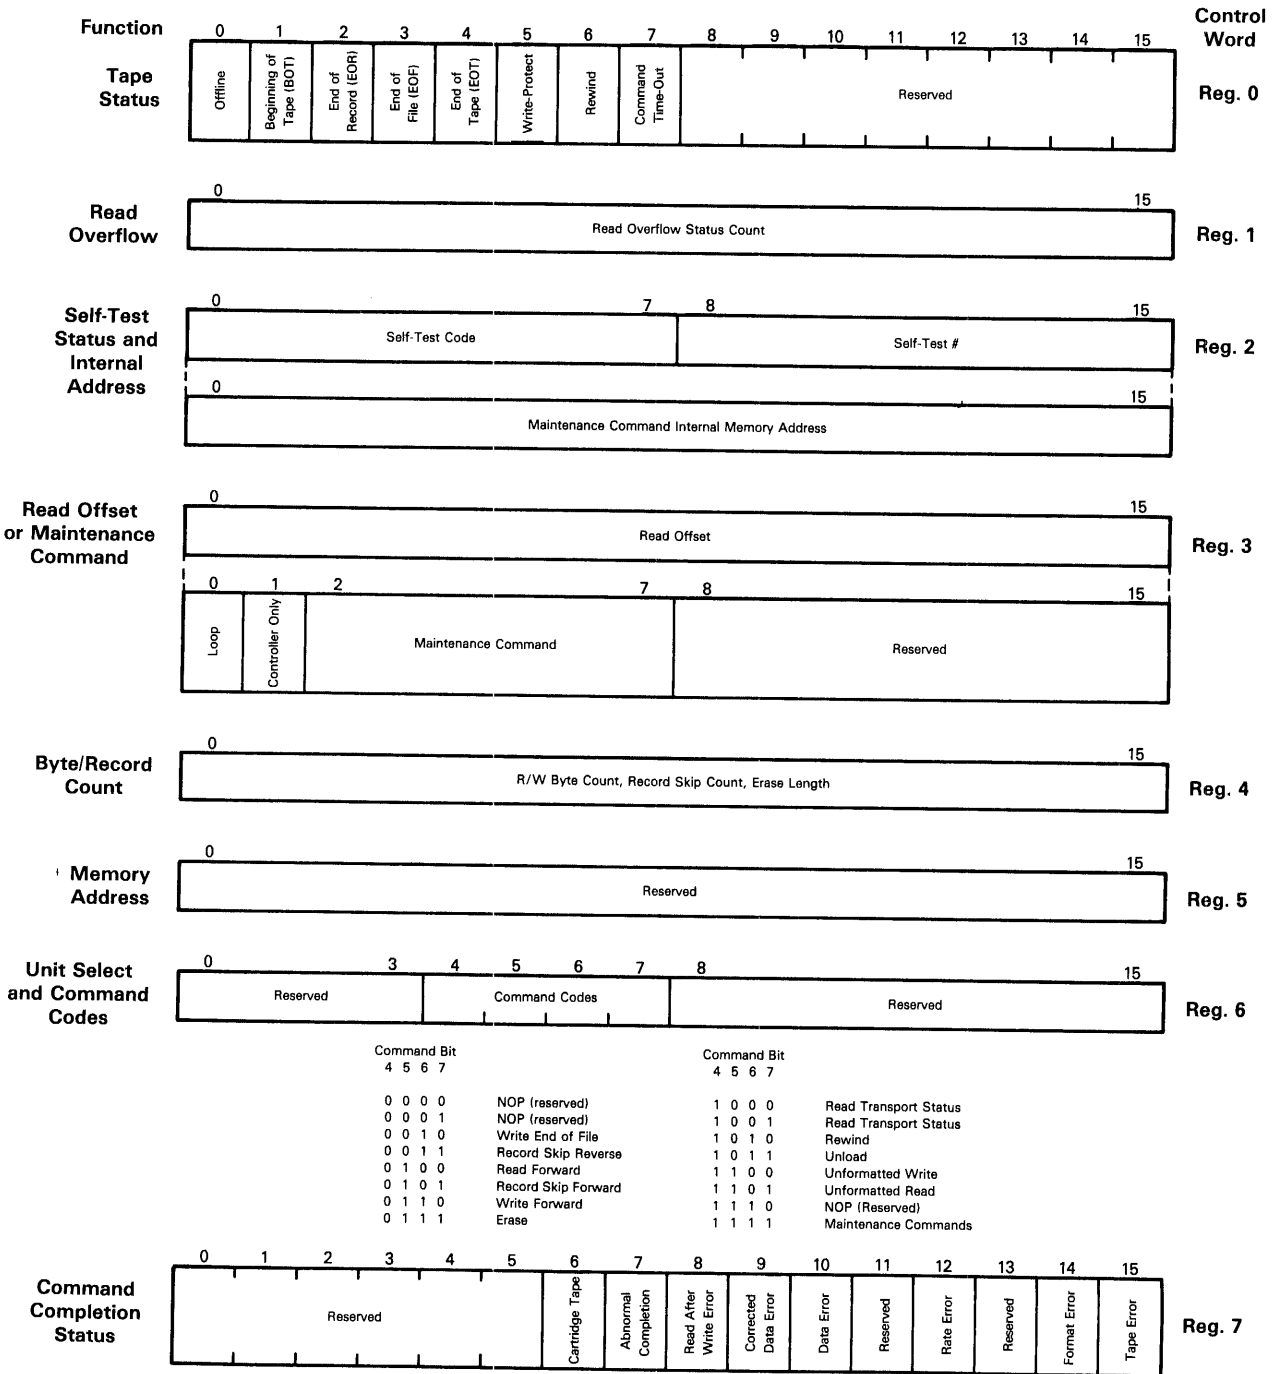 Function 0 1 2 3 4 5 6 7 8 9 10 11 12 13 14 15 Control Word
Tape Status
Offline
Beginning of Tape (BOT)
End of Record (EOR)
End of File (EOF)
End of Tape (EOT)
Write-Protect
Rewind
Command Time-Out
Reserved
Reg. 0
0 15
Read Overflow
Read Overflow Status Count
Reg. 1
0 7 8 15
Self-Test Status and Internal Address
Self-Test Code
Self-Test #
Reg. 2
0 15
Maintenance Command Internal Memory Address
0 15
Read Offset or Maintenance Command
Read Offset
Reg. 3
0 1 2 7 8 15
Loop
Controller Only
Maintenance Command
Reserved
0 15
Byte/Record Count
R/W Byte Count, Record Skip Count, Erase Length
Reg. 4
0 15
Memory Address
Reserved
Reg. 5
0 3 4 5 6 7 8 15
Unit Select and Command Codes
Reserved
Command Codes
Reserved
Reg. 6
Command Bit
4 5 6 7
0 0 0 0 NOP (reserved)
0 0 0 1 NOP (reserved)
0 0 1 0 Write End of File
0 0 1 1 Record Skip Reverse
0 1 0 0 Read Forward
0 1 0 1 Record Skip Forward
0 1 1 0 Write Forward
0 1 1 1 Erase
Command Bit
4 5 6 7
1 0 0 0 Read Transport Status
1 0 0 1 Read Transport Status
1 0 1 0 Rewind
1 0 1 1 Unload
1 1 0 0 Unformatted Write
1 1 0 1 Unformatted Read
1 1 1 0 NOP (Reserved)
1 1 1 1 Maintenance Commands
0 1 2 3 4 5 6 7 8 9 10 11 12 13 14 15
Command Completion Status
Reserved
Cartridge Tape
Abnormal Completion
Read After Write Error
Corrected Data Error
Data Error
Reserved
Rate Error
Reserved
Format Error
Tape Error
Reg. 7